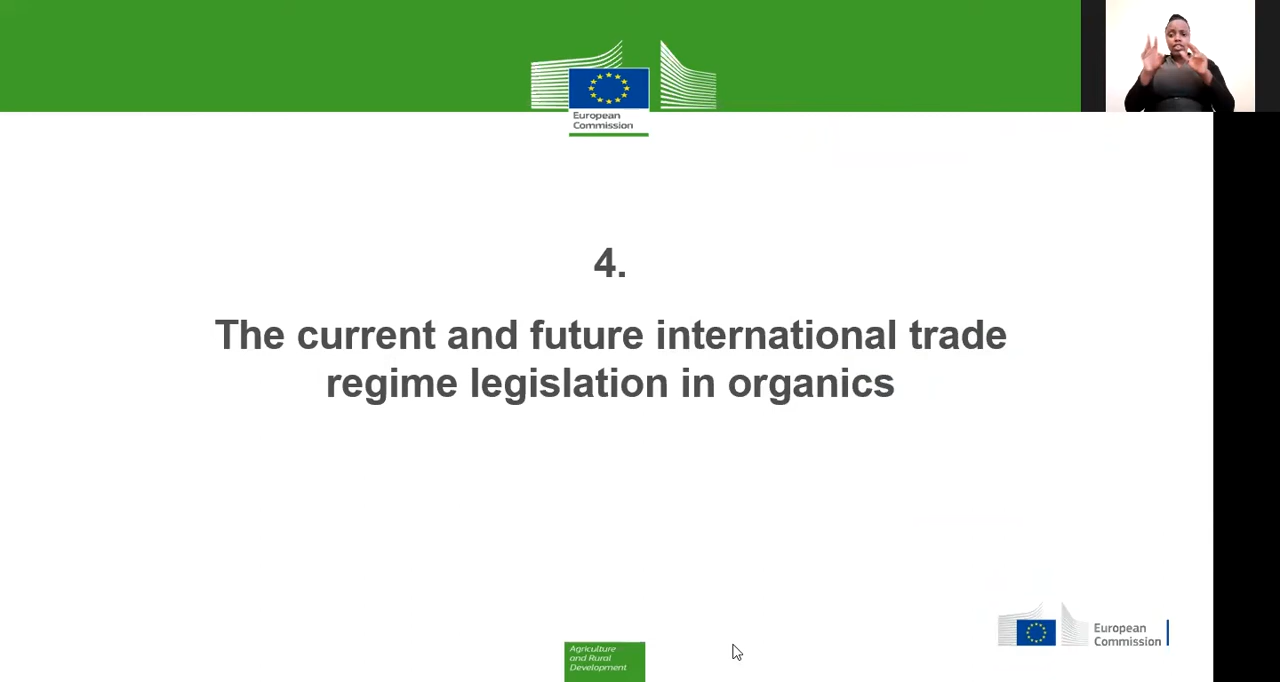 European
Commission
4.
The current and future international trade
regime legislation in organics
European
Commission
Agriculture
and Rural
Development